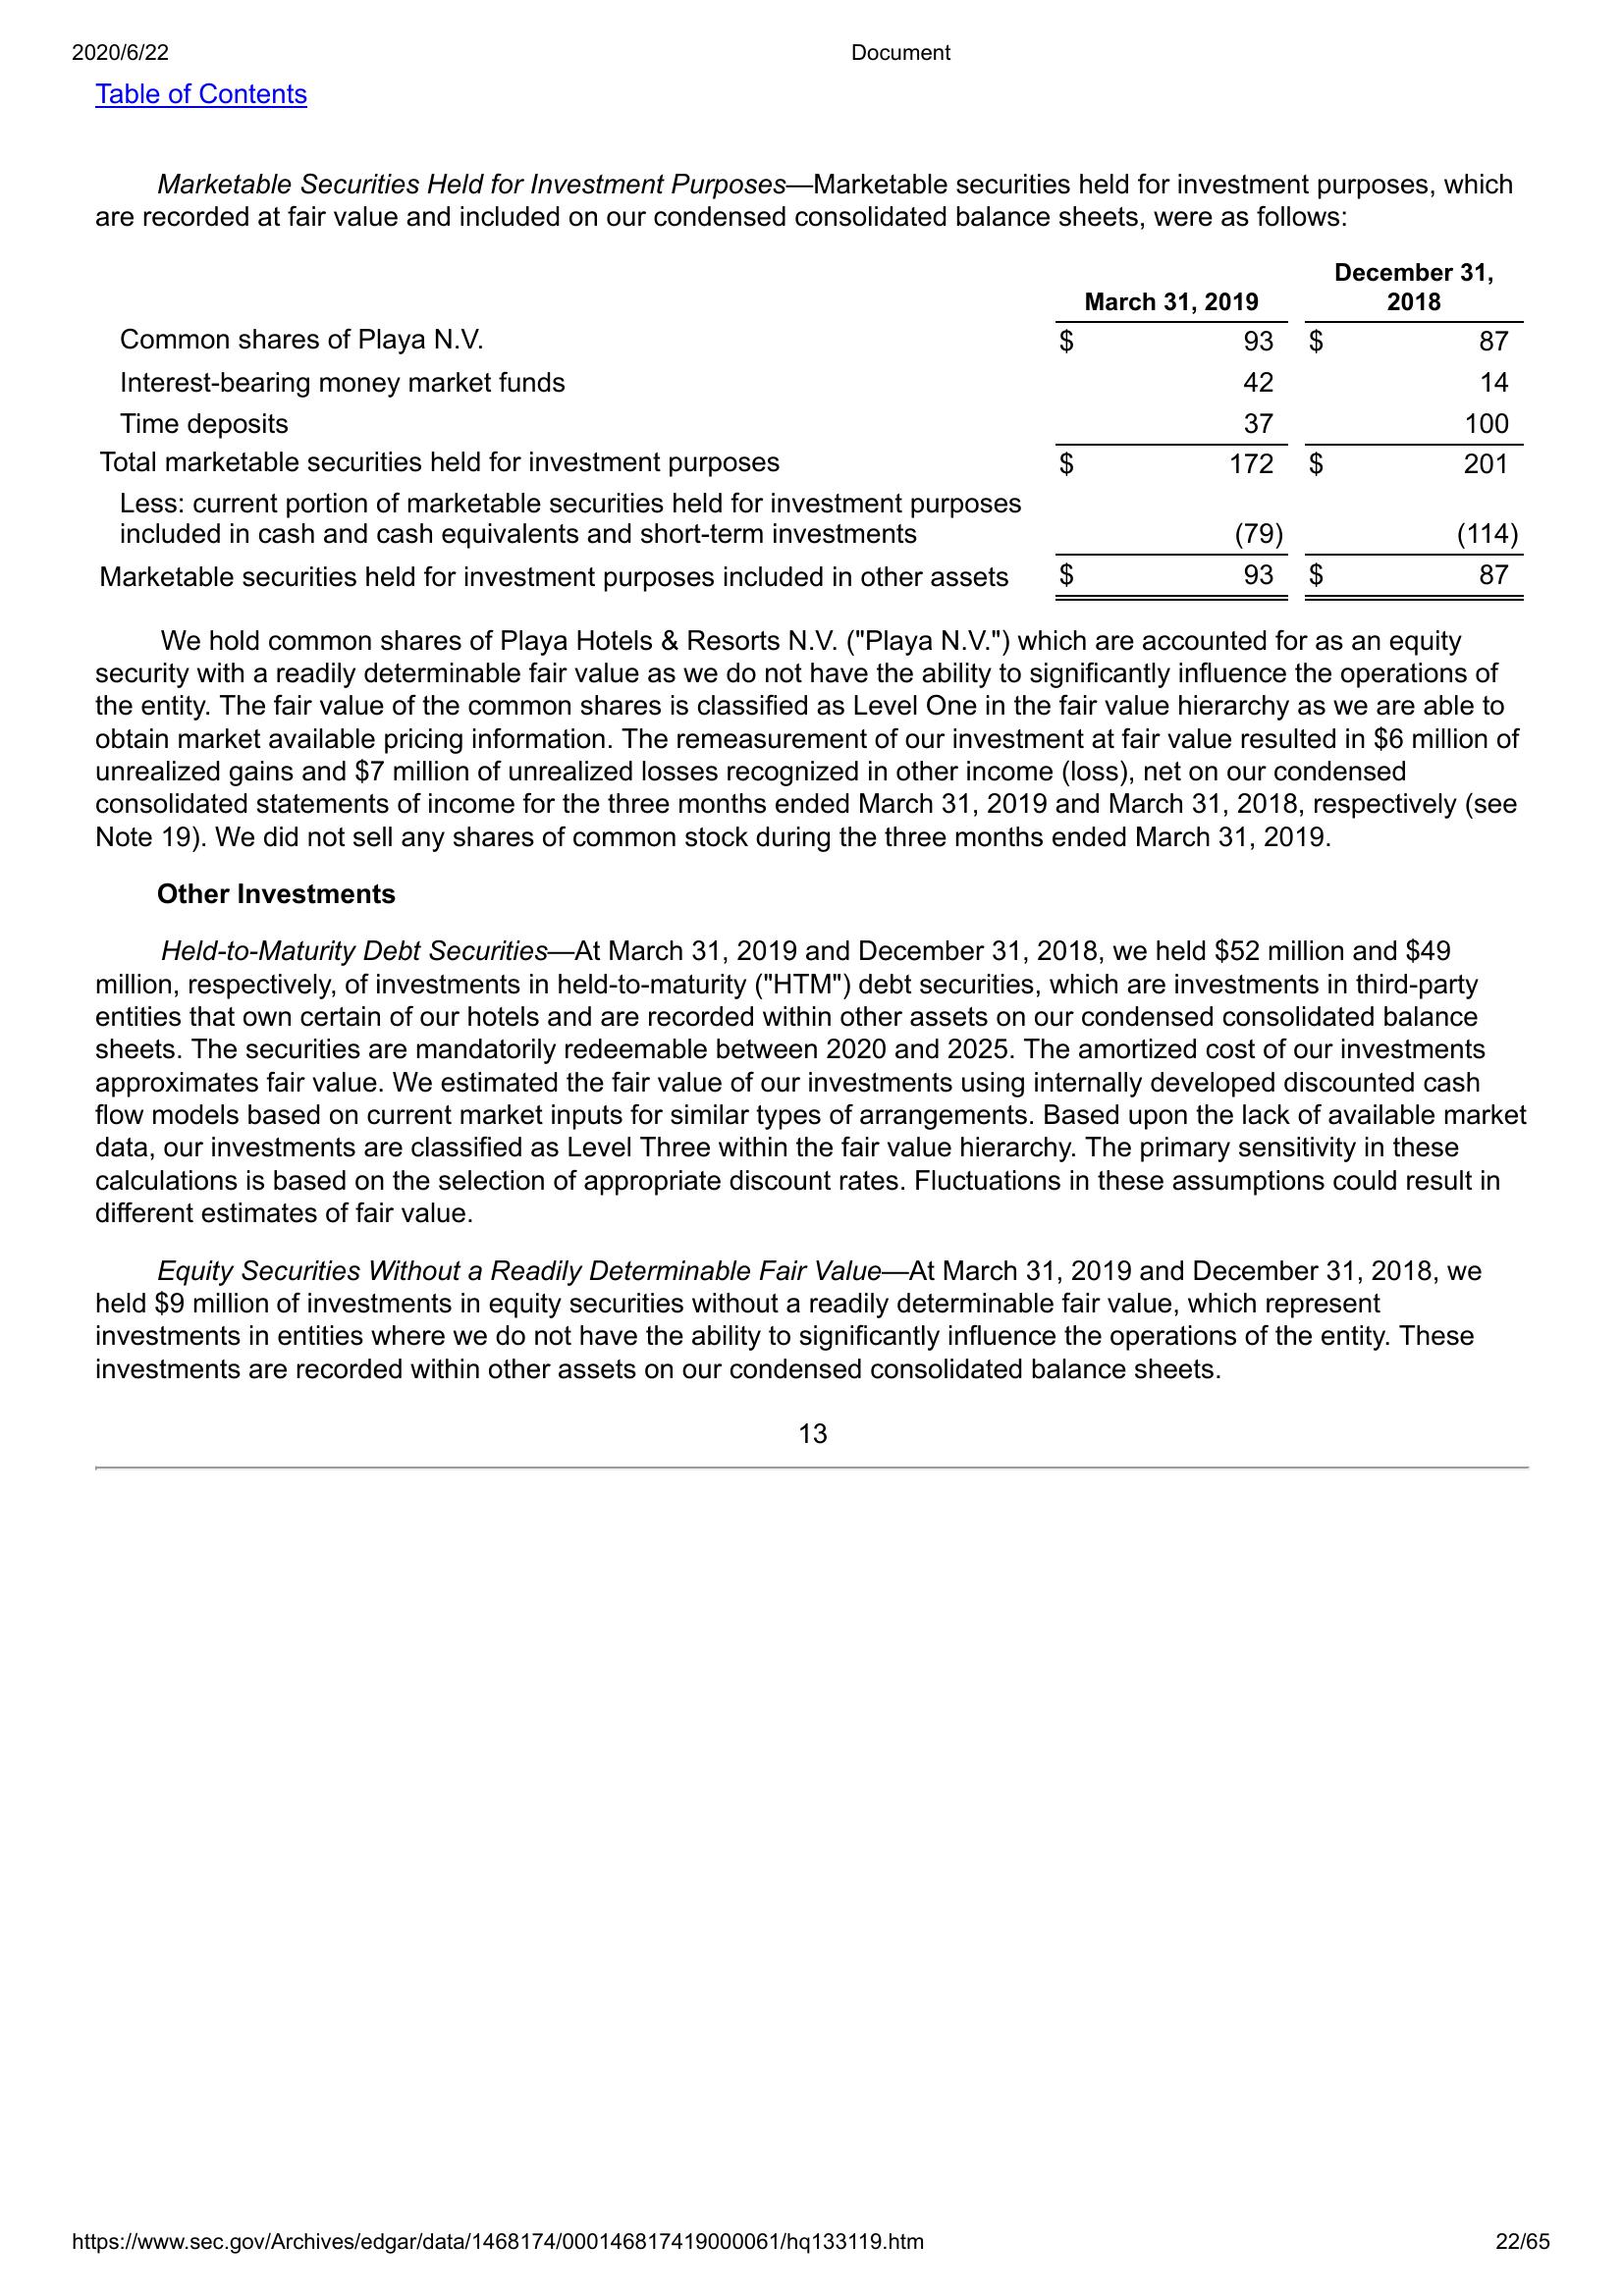 2020/6/22 Document
Table of Contents
Marketable Securities Held for Investment Purposes—Marketable securities held for investment purposes, which
are recorded at fair value and included on our condensed consolidated balance sheets, were as follows:
December 31,
March 31, 2019 2018
Common shares of Playa N.V. $ 93 $ 87
Interest-bearing money market funds 42 14
Time deposits 37 100
Total marketable securities held for investment purposes $ 172 $ 201
Less: current portion of marketable securities held for investment purposes
included in cash and cash equivalents and short-term investments (79) (114)
Marketable securities held for investment purposes included in other assets $ 93 $ 87
We hold common shares of Playa Hotels & Resorts N.V. ("Playa N.V.") which are accounted for as an equity
security with a readily determinable fair value as we do not have the ability to significantly influence the operations of
the entity. The fair value of the common shares is classified as Level One in the fair value hierarchy as we are able to
obtain market available pricing information. The remeasurement of our investment at fair value resulted in $6 million of
unrealized gains and $7 million of unrealized losses recognized in other income (loss), net on our condensed
consolidated statements of income for the three months ended March 31, 2019 and March 31, 2018, respectively (see
Note 19). We did not sell any shares of common stock during the three months ended March 31, 2019.
Other Investments
Held-to-Maturity Debt Securities—At March 31, 2019 and December 31, 2018, we held $52 million and $49
million, respectively, of investments in held-to-maturity ("HTM") debt securities, which are investments in third-party
entities that own certain of our hotels and are recorded within other assets on our condensed consolidated balance
sheets. The securities are mandatorily redeemable between 2020 and 2025. The amortized cost of our investments
approximates fair value. We estimated the fair value of our investments using internally developed discounted cash
flow models based on current market inputs for similar types of arrangements. Based upon the lack of available market
data, our investments are classified as Level Three within the fair value hierarchy. The primary sensitivity in these
calculations is based on the selection of appropriate discount rates. Fluctuations in these assumptions could result in
different estimates of fair value.
Equity Securities Without a Readily Determinable Fair Value—At March 31, 2019 and December 31, 2018, we
held $9 million of investments in equity securities without a readily determinable fair value, which represent
investments in entities where we do not have the ability to significantly influence the operations of the entity. These
investments are recorded within other assets on our condensed consolidated balance sheets.
13
https://www.sec.gov/Archives/edgar/data/1468174/000146817419000061/hq133119.htm 22/65